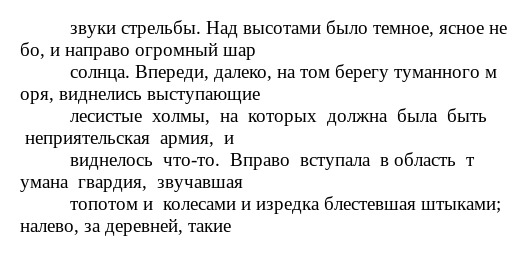 звуки стрельбы. Над высотами было темное, ясное не
бо, и направо огромный шар
солнца. Впереди, далеко, на том берегу туманного м
оря, виднелись выступающие
лесистые холмы, на которых должна была быть
неприятельская армия, и
виднелось что-то. Вправо вступала в область т
умана гвардия, звучавшая
топотом и колесами и изредка блестевшая штыками;
налево, за деревней, такие